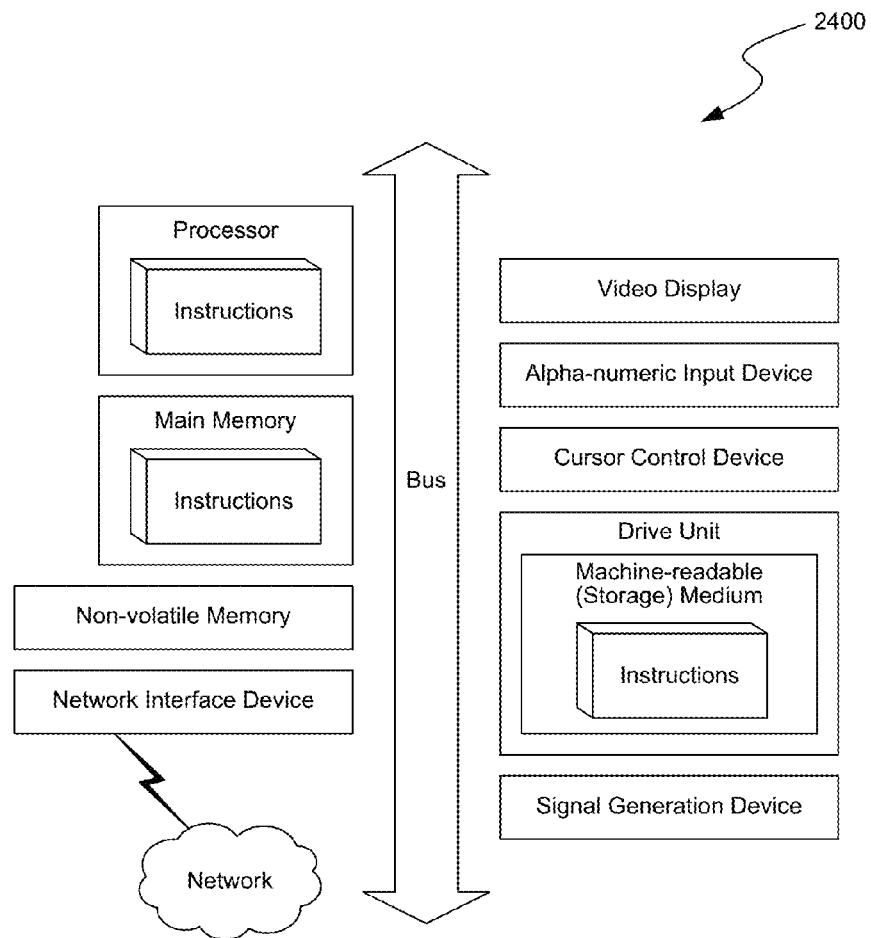 2400
Processor
Instructions
Main Memory
Instructions
Non-volatile Memory
Network Interface Device
Network
Bus
Video Display
Alpha-numeric Input Device
Cursor Control Device
Drive Unit
Machine-readable
(Storage) Medium
Instructions
Signal Generation Device